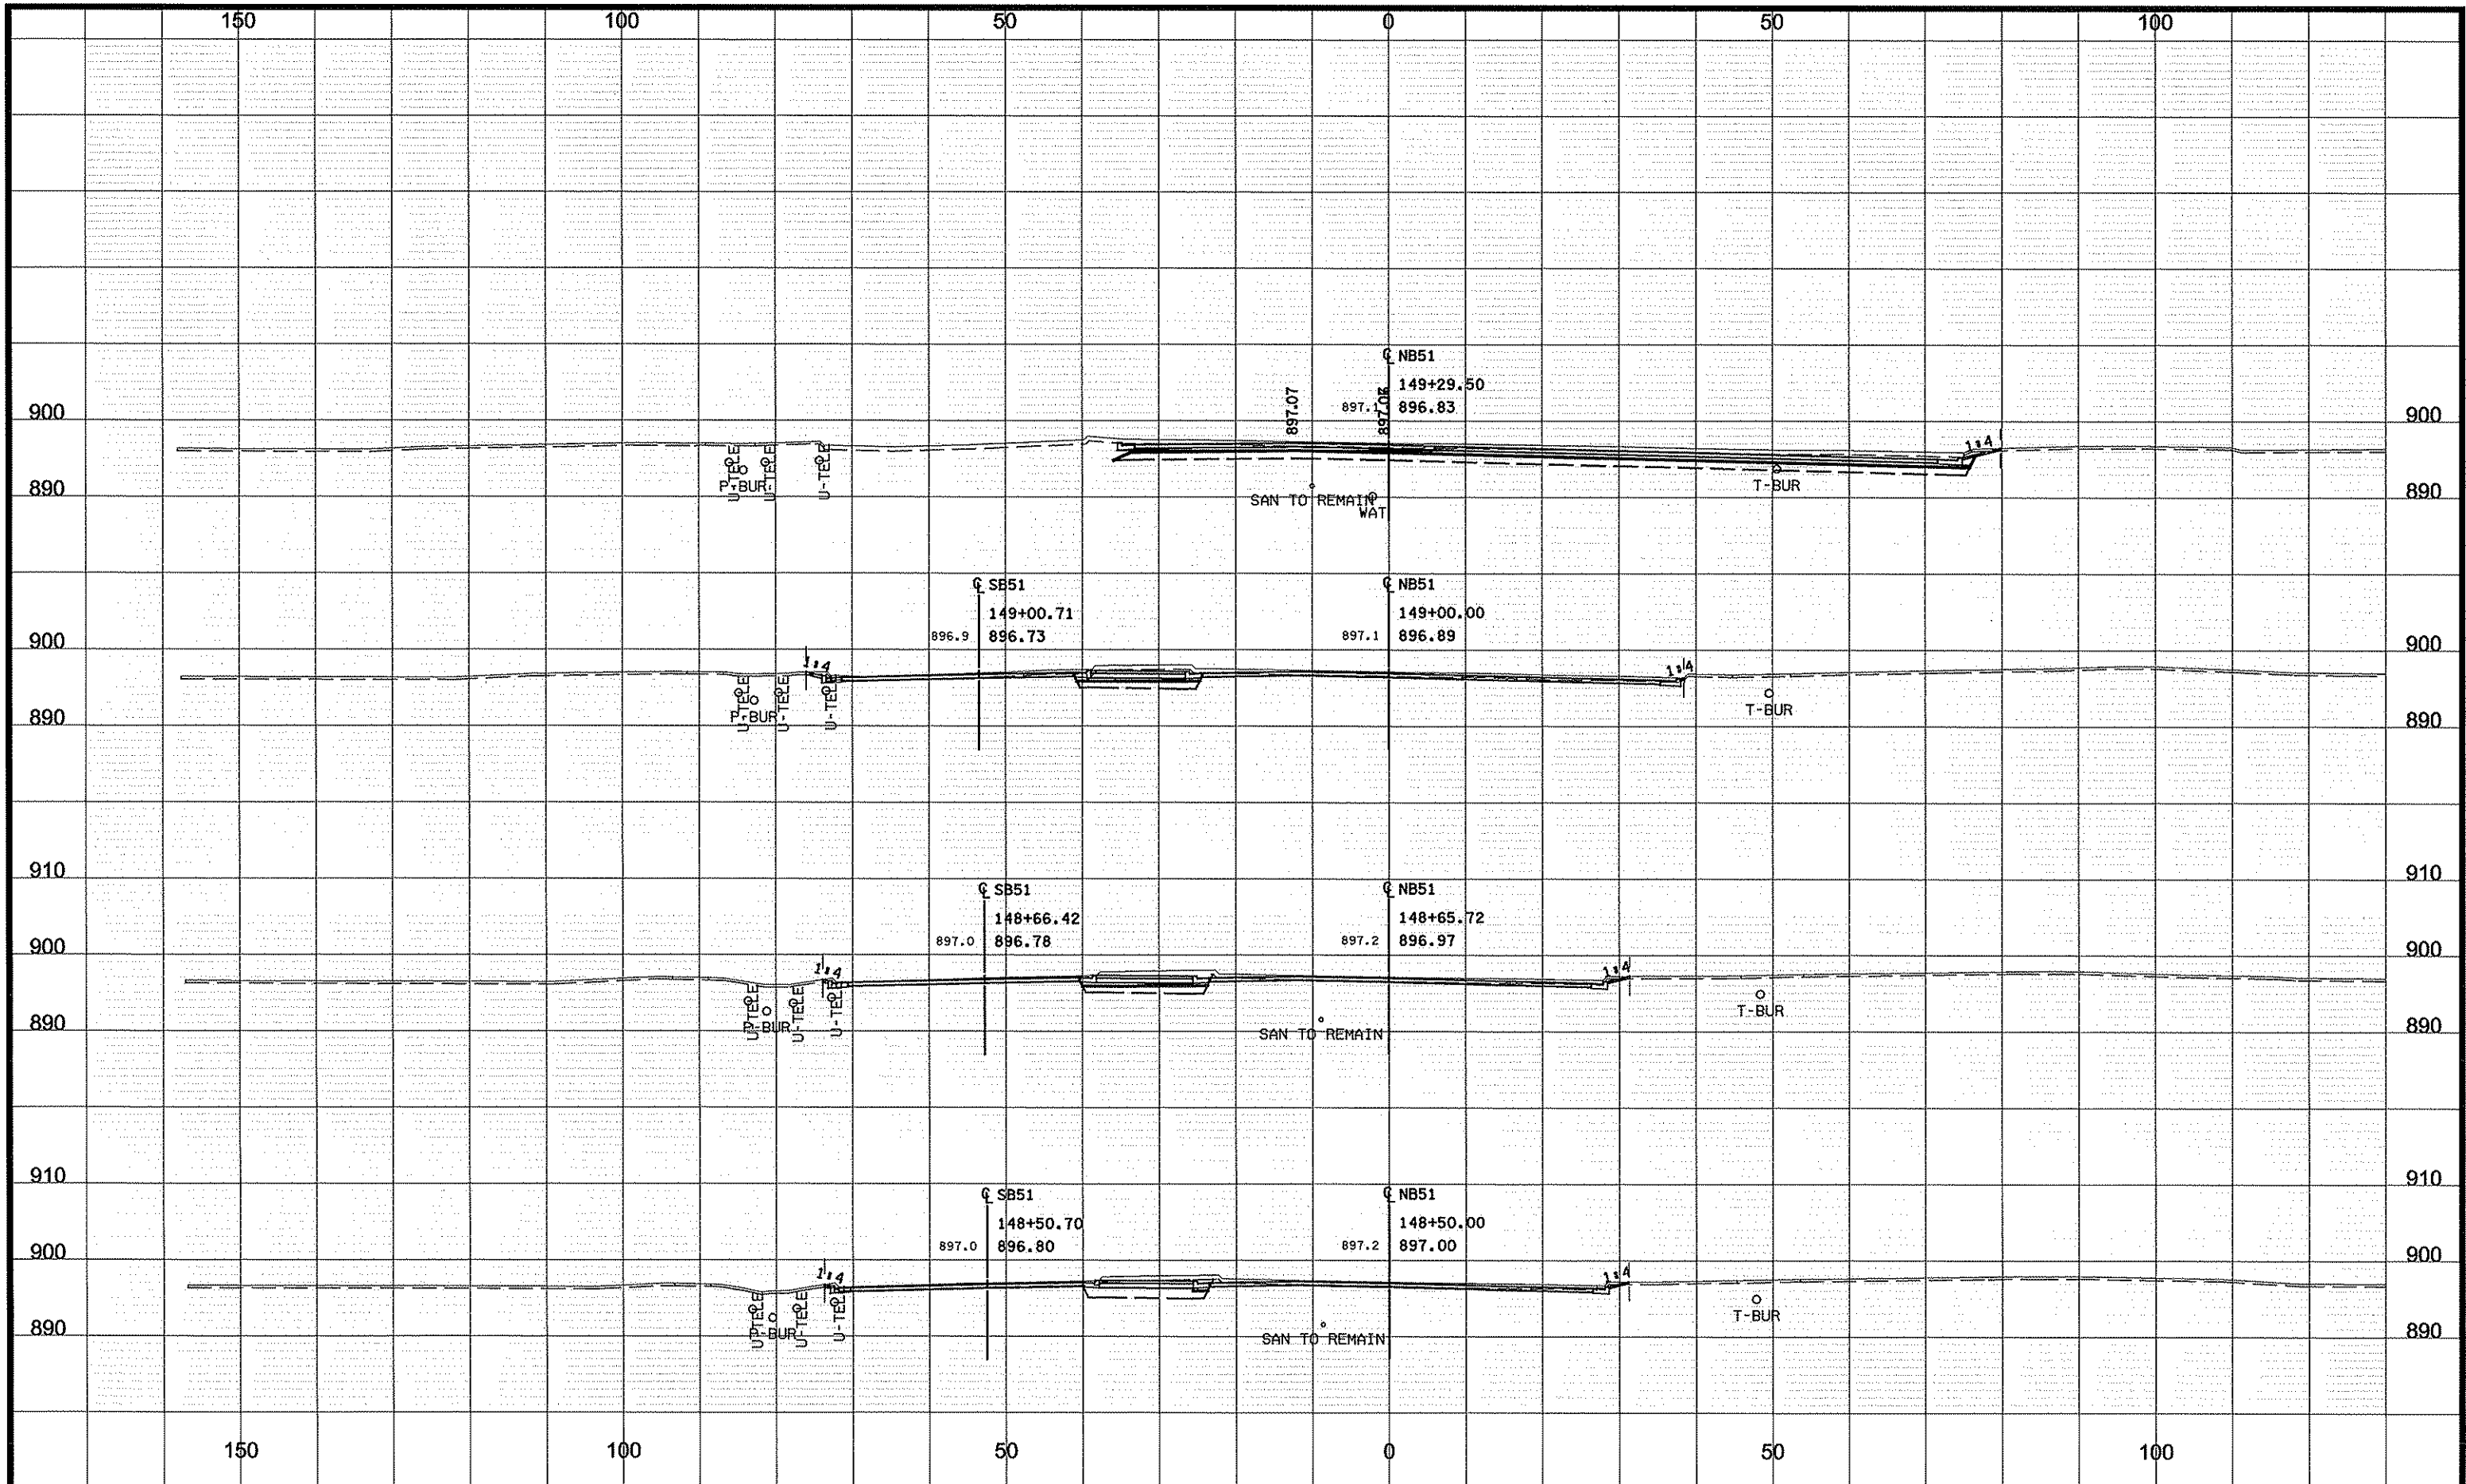 150 100 50 0 50 100
℄ NB51
149+29.50
897.07 897.1 896.83
900 900
1:4
U-TELE P-BUR U-TELE U-TELE T-BUR
890 890
SAN TO REMAIN
WAT
℄ SB51 ℄ NB51
149+00.71 149+00.00
896.9 896.73 897.1 896.89
900 900
1:4 1:4
U-TELE P-BUR U-TELE U-TELE T-BUR
890 890
910 910
℄ SB51 ℄ NB51
148+66.42 148+65.72
897.0 896.78 897.2 896.97
900 900
1:4 1:4
U-TELE P-BUR U-TELE U-TELE T-BUR
890 890
SAN TO REMAIN
910 910
℄ SB51 ℄ NB51
148+50.70 148+50.00
897.0 896.80 897.2 897.00
900 900
1:4 1:4
U-TELE P-BUR U-TELE U-TELE T-BUR
890 890
SAN TO REMAIN
150 100 50 0 50 100